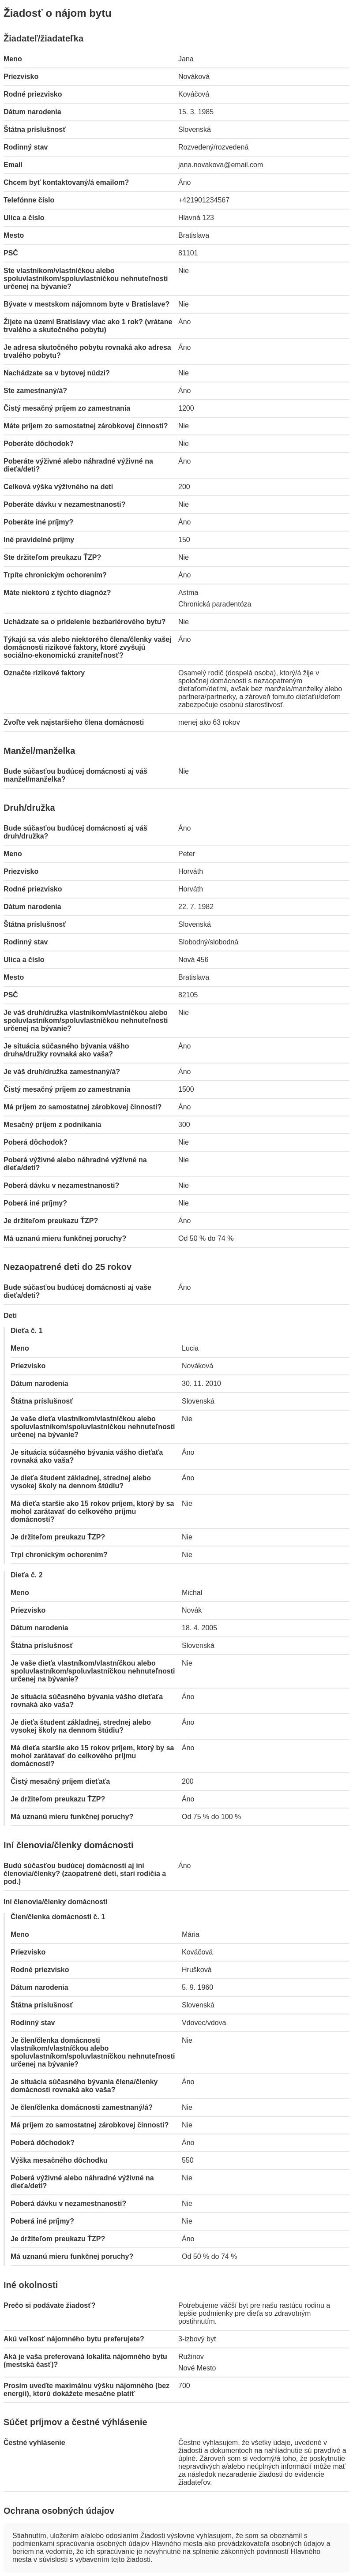 Žiadosť o nájom bytu
Žiadateľ/žiadateľka
Meno Jana
Priezvisko Nováková
Rodné priezvisko Kováčová
Dátum narodenia 15. 3. 1985
Štátna príslušnosť Slovenská
Rodinný stav Rozvedený/rozvedená
Email jana.novakova@email.com
Chcem byť kontaktovaný/á emailom? Áno
Telefónne číslo +421901234567
Ulica a číslo Hlavná 123
Mesto Bratislava
PSČ 81101
Ste vlastníkom/vlastníčkou alebo Nie
spoluvlastníkom/spoluvlastníčkou nehnuteľnosti
určenej na bývanie?
Bývate v mestskom nájomnom byte v Bratislave? Nie
Žijete na území Bratislavy viac ako 1 rok? (vrátane Áno
trvalého a skutočného pobytu)
Je adresa skutočného pobytu rovnaká ako adresa Áno
trvalého pobytu?
Nachádzate sa v bytovej núdzi? Nie
Ste zamestnaný/á? Áno
Čistý mesačný príjem zo zamestnania 1200
Máte príjem zo samostatnej zárobkovej činnosti? Nie
Poberáte dôchodok? Nie
Poberáte výživné alebo náhradné výživné na Áno
dieťa/deti?
Celková výška výživného na deti 200
Poberáte dávku v nezamestnanosti? Nie
Poberáte iné príjmy? Áno
Iné pravidelné príjmy 150
Ste držiteľom preukazu ŤZP? Nie
Trpíte chronickým ochorením? Áno
Máte niektorú z týchto diagnóz? Astma
Chronická paradentóza
Uchádzate sa o pridelenie bezbariérového bytu? Nie
Týkajú sa vás alebo niektorého člena/členky vašej Áno
domácnosti rizikové faktory, ktoré zvyšujú
sociálno-ekonomickú zraniteľnosť?
Označte rizikové faktory Osamelý rodič (dospelá osoba), ktorý/á žije v
spoločnej domácnosti s nezaopatreným
dieťaťom/deťmi, avšak bez manžela/manželky alebo
partnera/partnerky, a zároveň tomuto dieťaťu/deťom
zabezpečuje osobnú starostlivosť.
Zvoľte vek najstaršieho člena domácnosti menej ako 63 rokov
Manžel/manželka
Bude súčasťou budúcej domácnosti aj váš Nie
manžel/manželka?
Druh/družka
Bude súčasťou budúcej domácnosti aj váš Áno
druh/družka?
Meno Peter
Priezvisko Horváth
Rodné priezvisko Horváth
Dátum narodenia 22. 7. 1982
Štátna príslušnosť Slovenská
Rodinný stav Slobodný/slobodná
Ulica a číslo Nová 456
Mesto Bratislava
PSČ 82105
Je váš druh/družka vlastníkom/vlastníčkou alebo Nie
spoluvlastníkom/spoluvlastníčkou nehnuteľnosti
určenej na bývanie?
Je situácia súčasného bývania vášho Áno
druha/družky rovnaká ako vaša?
Je váš druh/družka zamestnaný/á? Áno
Čistý mesačný príjem zo zamestnania 1500
Má príjem zo samostatnej zárobkovej činnosti? Áno
Mesačný príjem z podnikania 300
Poberá dôchodok? Nie
Poberá výživné alebo náhradné výživné na Nie
dieťa/deti?
Poberá dávku v nezamestnanosti? Nie
Poberá iné príjmy? Nie
Je držiteľom preukazu ŤZP? Áno
Má uznanú mieru funkčnej poruchy? Od 50 % do 74 %
Nezaopatrené deti do 25 rokov
Bude súčasťou budúcej domácnosti aj vaše Áno
dieťa/deti?
Deti
Dieťa č. 1
Meno Lucia
Priezvisko Nováková
Dátum narodenia 30. 11. 2010
Štátna príslušnosť Slovenská
Je vaše dieťa vlastníkom/vlastníčkou alebo Nie
spoluvlastníkom/spoluvlastníčkou nehnuteľnosti
určenej na bývanie?
Je situácia súčasného bývania vášho dieťaťa Áno
rovnaká ako vaša?
Je dieťa študent základnej, strednej alebo Áno
vysokej školy na dennom štúdiu?
Má dieťa staršie ako 15 rokov príjem, ktorý by sa Nie
mohol zarátavať do celkového príjmu
domácnosti?
Je držiteľom preukazu ŤZP? Nie
Trpí chronickým ochorením? Nie
Dieťa č. 2
Meno Michal
Priezvisko Novák
Dátum narodenia 18. 4. 2005
Štátna príslušnosť Slovenská
Je vaše dieťa vlastníkom/vlastníčkou alebo Nie
spoluvlastníkom/spoluvlastníčkou nehnuteľnosti
určenej na bývanie?
Je situácia súčasného bývania vášho dieťaťa Áno
rovnaká ako vaša?
Je dieťa študent základnej, strednej alebo Áno
vysokej školy na dennom štúdiu?
Má dieťa staršie ako 15 rokov príjem, ktorý by sa Áno
mohol zarátavať do celkového príjmu
domácnosti?
Čistý mesačný príjem dieťaťa 200
Je držiteľom preukazu ŤZP? Áno
Má uznanú mieru funkčnej poruchy? Od 75 % do 100 %
Iní členovia/členky domácnosti
Budú súčasťou budúcej domácnosti aj iní Áno
členovia/členky? (zaopatrené deti, starí rodičia a
pod.)
Iní členovia/členky domácnosti
Člen/členka domácnosti č. 1
Meno Mária
Priezvisko Kováčová
Rodné priezvisko Hrušková
Dátum narodenia 5. 9. 1960
Štátna príslušnosť Slovenská
Rodinný stav Vdovec/vdova
Je člen/členka domácnosti Nie
vlastníkom/vlastníčkou alebo
spoluvlastníkom/spoluvlastníčkou nehnuteľnosti
určenej na bývanie?
Je situácia súčasného bývania člena/členky Áno
domácnosti rovnaká ako vaša?
Je člen/členka domácnosti zamestnaný/á? Nie
Má príjem zo samostatnej zárobkovej činnosti? Nie
Poberá dôchodok? Áno
Výška mesačného dôchodku 550
Poberá výživné alebo náhradné výživné na Nie
dieťa/deti?
Poberá dávku v nezamestnanosti? Nie
Poberá iné príjmy? Nie
Je držiteľom preukazu ŤZP? Áno
Má uznanú mieru funkčnej poruchy? Od 50 % do 74 %
Iné okolnosti
Prečo si podávate žiadosť? Potrebujeme väčší byt pre našu rastúcu rodinu a
lepšie podmienky pre dieťa so zdravotným
postihnutím.
Akú veľkosť nájomného bytu preferujete? 3-izbový byt
Aká je vaša preferovaná lokalita nájomného bytu Ružinov
(mestská časť)? Nové Mesto
Prosím uveďte maximálnu výšku nájomného (bez 700
energií), ktorú dokážete mesačne platiť
Súčet príjmov a čestné výhlásenie
Čestné vyhlásenie Čestne vyhlasujem, že všetky údaje, uvedené v
žiadosti a dokumentoch na nahliadnutie sú pravdivé a
úplné. Zároveň som si vedomý/á toho, že poskytnutie
nepravdivých a/alebo neúplných informácií môže mať
za následok nezaradenie žiadosti do evidencie
žiadateľov.
Ochrana osobných údajov
Stiahnutím, uložením a/alebo odoslaním Žiadosti výslovne vyhlasujem, že som sa oboznámil s
podmienkami spracúvania osobných údajov Hlavného mesta ako prevádzkovateľa osobných údajov a
beriem na vedomie, že ich spracúvanie je nevyhnutné na splnenie zákonných povinností Hlavného
mesta v súvislosti s vybavením tejto žiadosti.